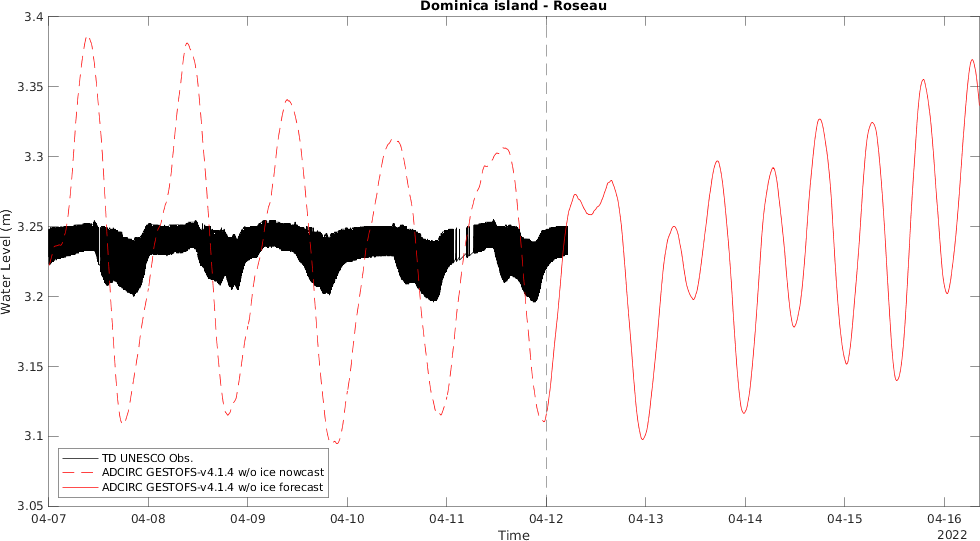 Dominica island - Roseau
3.4
3.35
3.3
3.25
3.2
3.15
3.1
3.05
Water Level (m)
TD UNESCO Obs.
ADCIRC GESTOFS-v4.1.4 w/o ice nowcast
ADCIRC GESTOFS-v4.1.4 w/o ice forecast
04-07 04-08 04-09 04-10 04-11 04-12 04-13 04-14 04-15 04-16
Time
2022